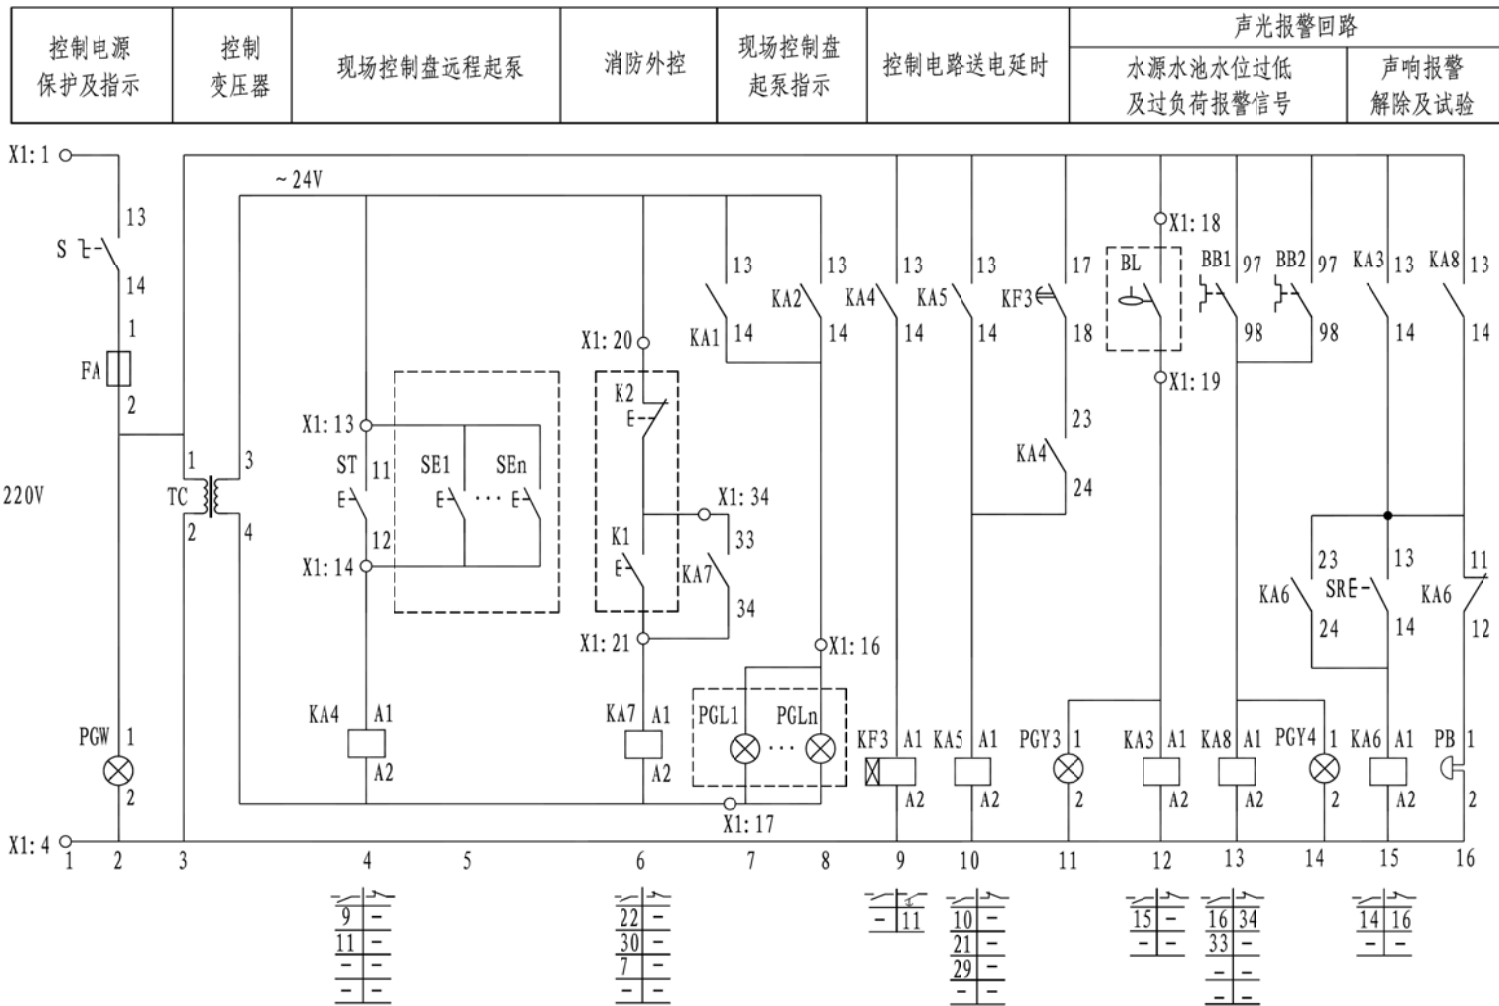 控制电源
保护及指示
控制
变压器
现场控制盘远程起泵
消防外控
现场控制盘
起泵指示
控制电路送电延时
声光报警回路
水源水池水位过低
及过负荷报警信号
声响报警
解除及试验
X1:1
~24V
13
X1:18
S
14
13 13 13 13 17 BL BB1 97 BB2 97 KA3 13 KA8 13
KA2 KA4 KA5 KF3
1
X1:20
KA1 14 14 14 14 18 98 98 14 14
FA
2
K2
X1:19
X1:13
23
1 3
ST 11 SE1 SEn
KA4
24
220V
TC
··· X1:34
2 4
12
K1 33
KA7
X1:14
23 13 11
KA6 SR KA6
34
24 14 12
X1:21
X1:16
KA4 A1 KA7 A1 PGL1 PGLn
PGW 1
KF3 A1 KA5 A1 PGY3 1 KA3 A1 KA8 A1 PGY4 1 KA6 A1 PB 1
A2 A2 ···
2
A2 A2 2 A2 A2 2 A2 2
X1:17
X1:4
1 2 3 4 5 6 7 8 9 10 11 12 13 14 15 16
9 - 22 - - 11 10 - 15 - 16 34 14 16
11 - 30 - 21 - - - 33 - - -
- - 7 - 29 - - -
- - - - - - - -